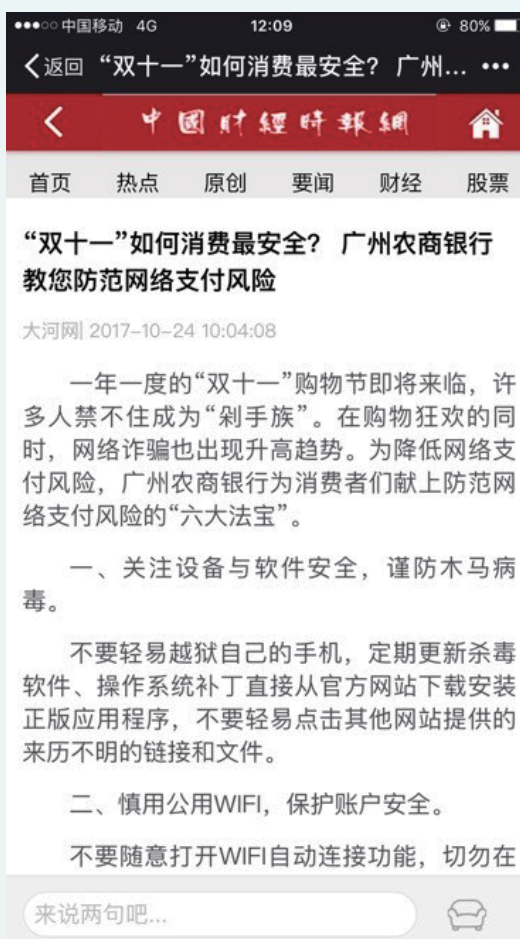 中国移动 4G 12:09 80%
返回 “双十一”如何消费最安全? 广州...
中國財經時報網
首页 热点 原创 要闻 财经 股票
“双十一”如何消费最安全? 广州农商银行
教您防范网络支付风险
大河网| 2017-10-24 10:04:08
一年一度的“双十一”购物节即将来临，许
多人禁不住成为“剁手族”。在购物狂欢的同
时，网络诈骗也出现升高趋势。为降低网络支
付风险，广州农商银行为消费者们献上防范网
络支付风险的“六大法宝”。
一、关注设备与软件安全，谨防木马病
毒。
不要轻易越狱自己的手机，定期更新杀毒
软件、操作系统补丁直接从官方网站下载安装
正版应用程序，不要轻易点击其他网站提供的
来历不明的链接和文件。
二、慎用公用WIFI，保护账户安全。
不要随意打开WIFI自动连接功能，切勿在
来说两句吧...